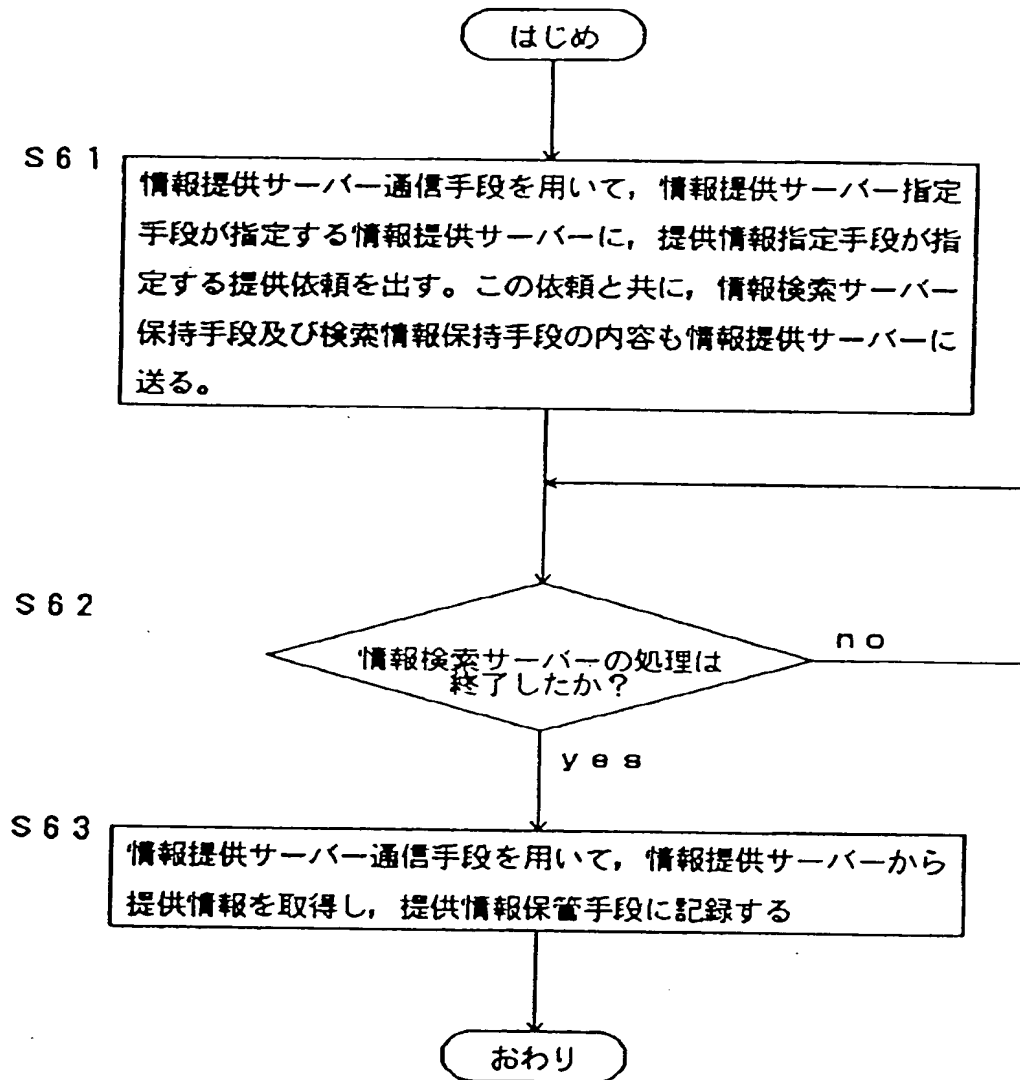 はじめ
S61
情報提供サーバー通信手段を用いて，情報提供サーバー指定
手段が指定する情報提供サーバーに，提供情報指定手段が指
定する提供依頼を出す。この依頼と共に，情報検索サーバー
保持手段及び検索情報保持手段の内容も情報提供サーバーに
送る。
S62
情報検索サーバーの処理は
終了したか？
no
yes
S63
情報提供サーバー通信手段を用いて，情報提供サーバーから
提供情報を取得し，提供情報保管手段に記録する
おわり